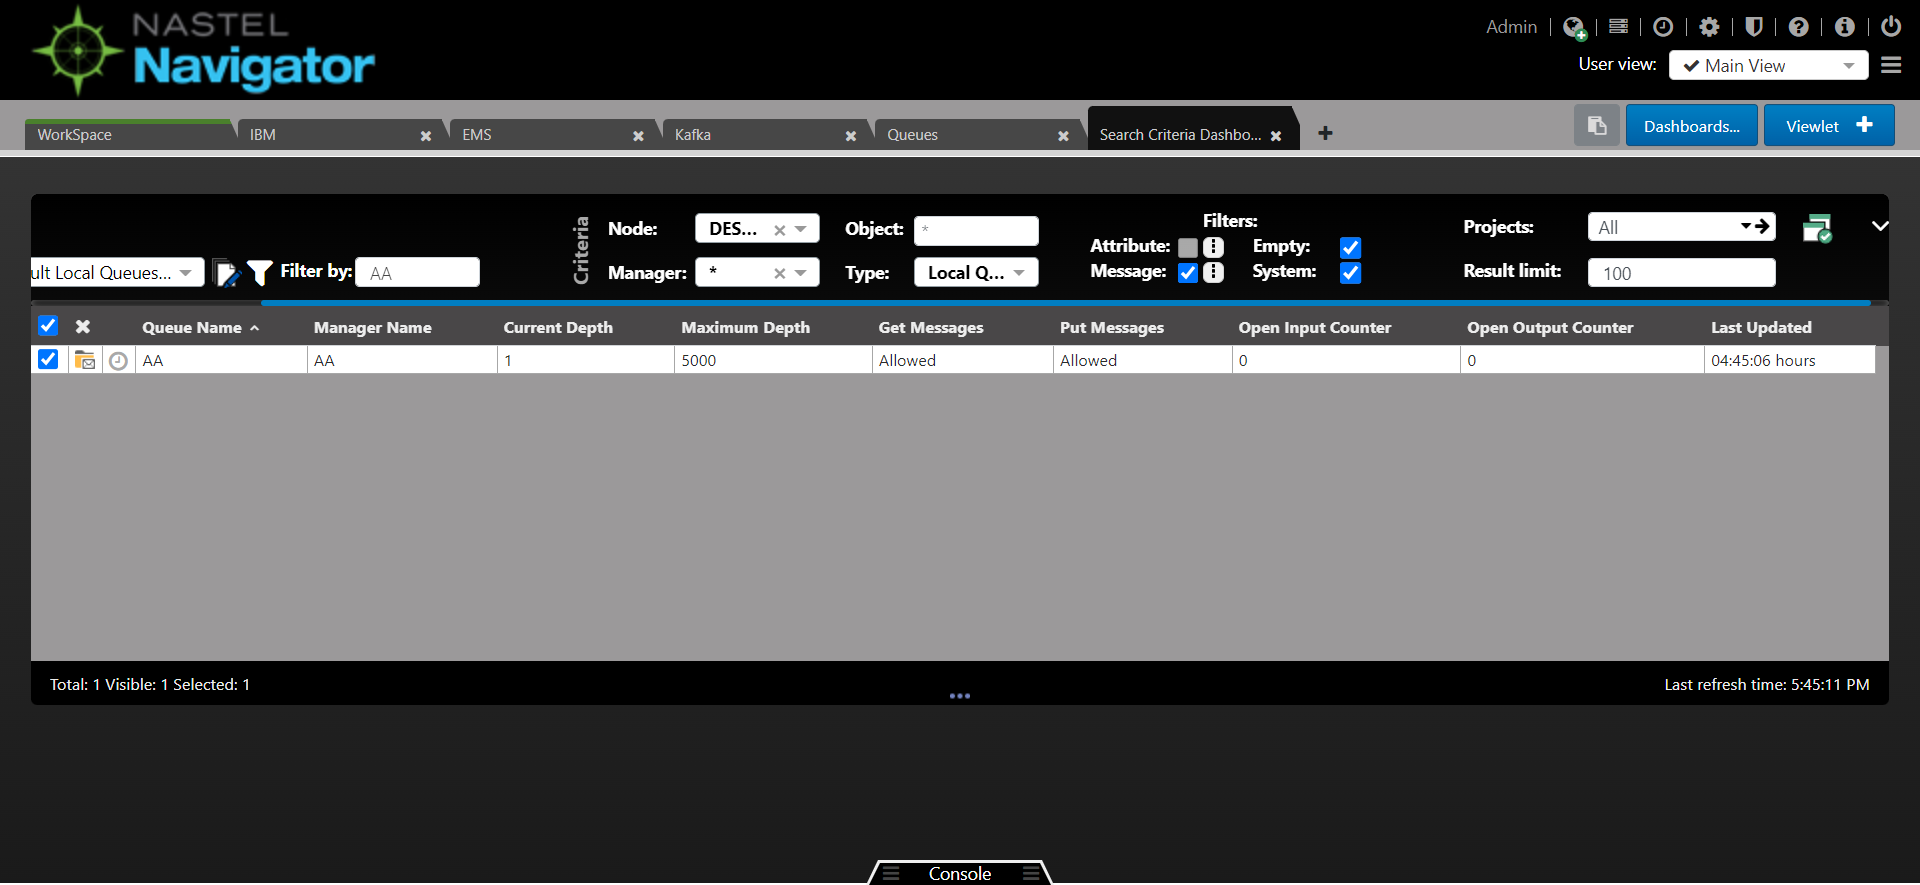 NASTEL
Navigator
Admin
User view: Main View
WorkSpace
IBM
EMS
Kafka
Queues
Search Criteria Dashbo...
Dashboards...
Viewlet
ult Local Queues...
Filter by: AA
Criteria
Node: DES...
Manager: *
Object: *
Type: Local Q...
Filters:
Attribute:
Empty:
Message:
System:
Projects: All
Result limit: 100
Queue Name Manager Name Current Depth Maximum Depth Get Messages Put Messages Open Input Counter Open Output Counter Last Updated
AA AA 1 5000 Allowed Allowed 0 0 04:45:06 hours
Total: 1 Visible: 1 Selected: 1
Last refresh time: 5:45:11 PM
Console